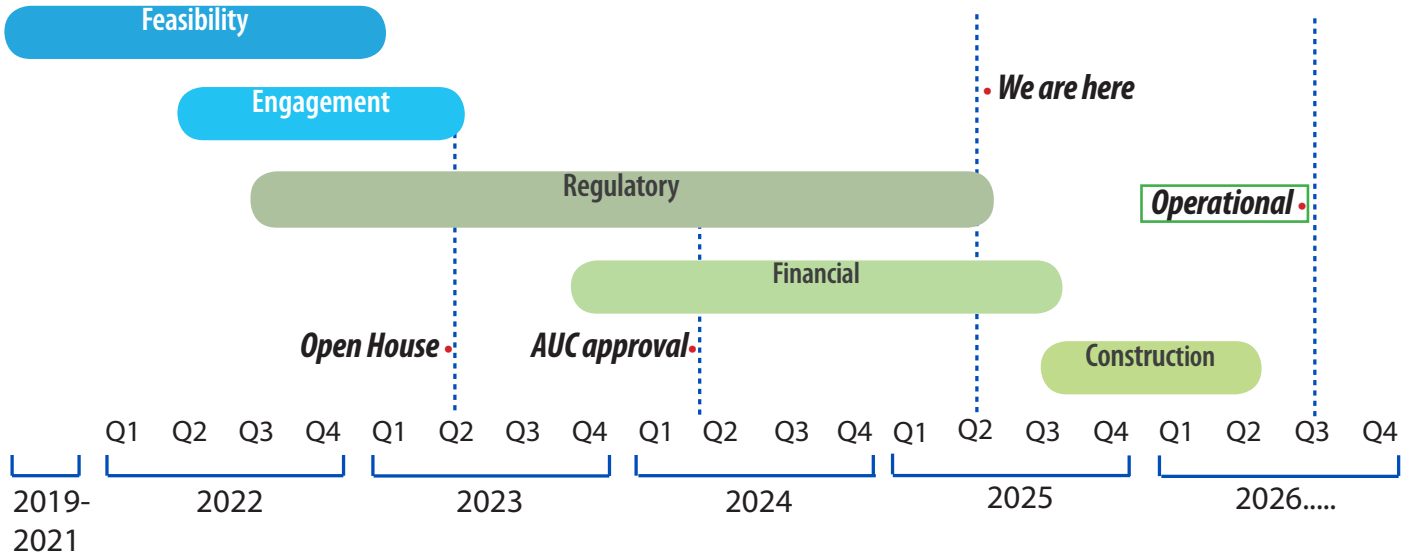 Feasibility
Engagement
• We are here
Regulatory
Operational •
Financial
Open House •
AUC approval•
Construction
Q1 Q2 Q3 Q4 Q1 Q2 Q3 Q4 Q1 Q2 Q3 Q4 Q1 Q2 Q3 Q4 Q1 Q2 Q3 Q4
2019-
2021
2022
2023
2024
2025
2026.....